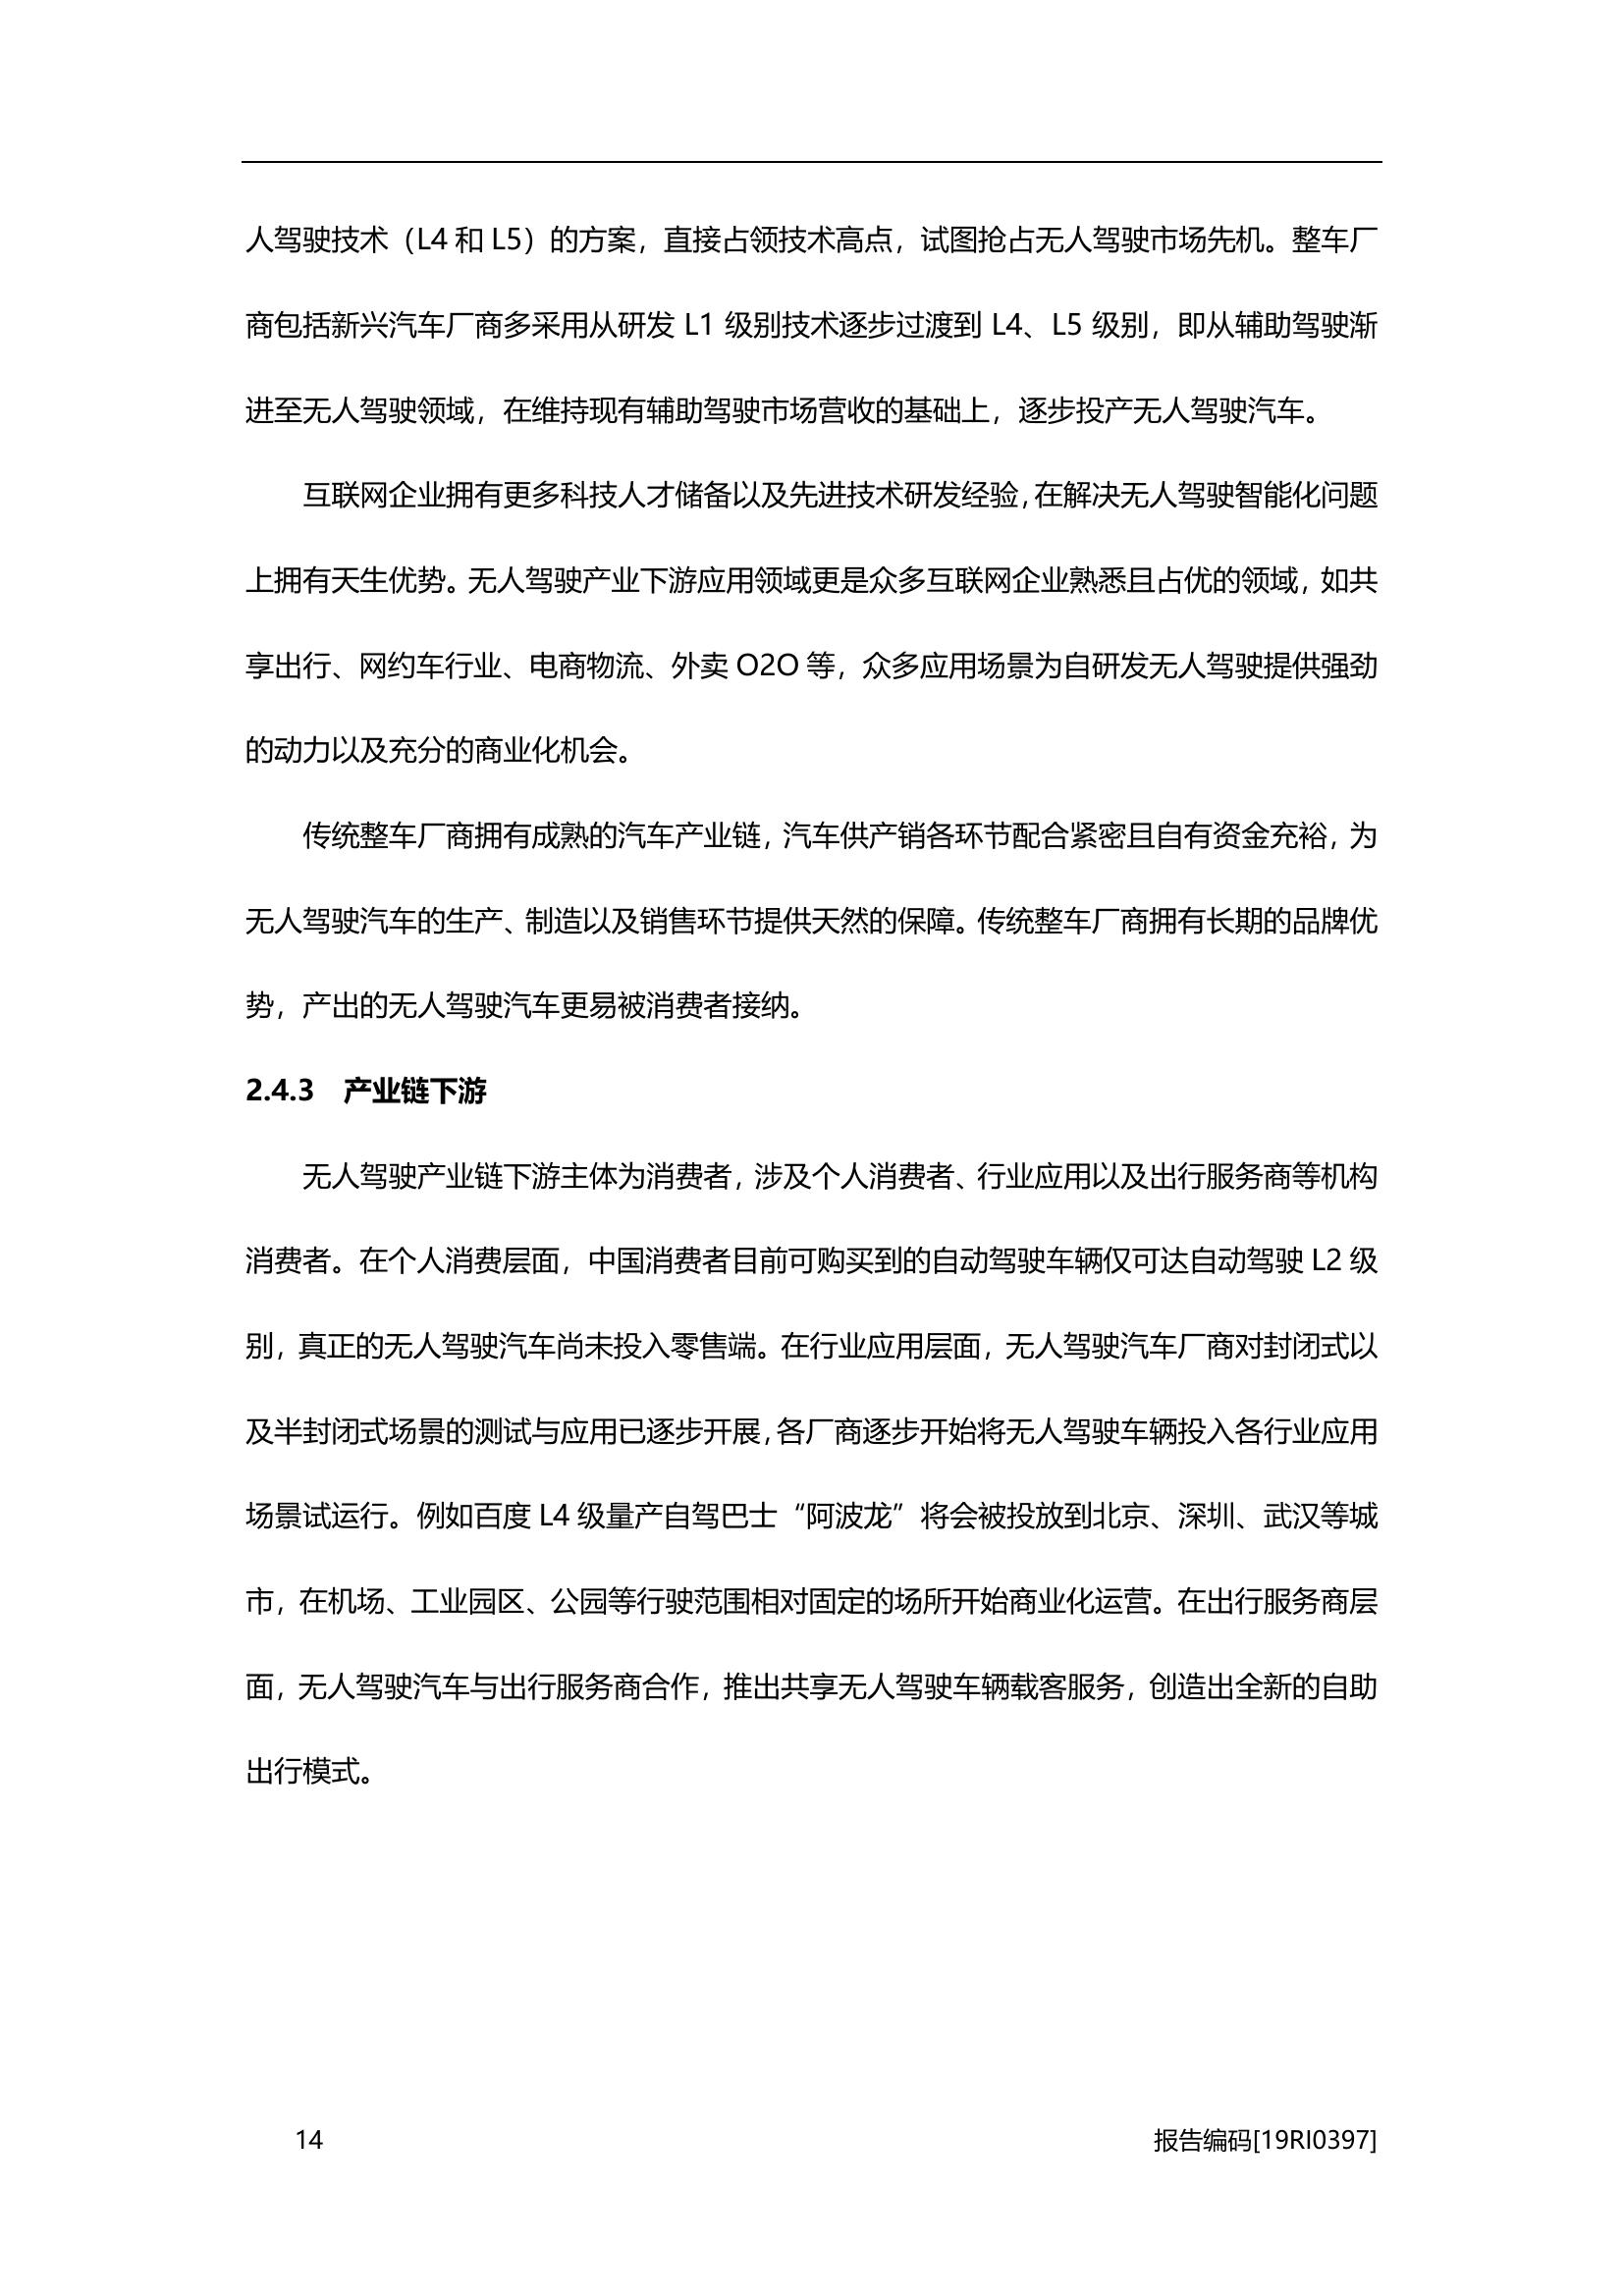 人驾驶技术（L4 和 L5）的方案，直接占领技术高点，试图抢占无人驾驶市场先机。整车厂
商包括新兴汽车厂商多采用从研发 L1 级别技术逐步过渡到 L4、L5 级别，即从辅助驾驶渐
进至无人驾驶领域，在维持现有辅助驾驶市场营收的基础上，逐步投产无人驾驶汽车。
互联网企业拥有更多科技人才储备以及先进技术研发经验，在解决无人驾驶智能化问题
上拥有天生优势。无人驾驶产业下游应用领域更是众多互联网企业熟悉且占优的领域，如共
享出行、网约车行业、电商物流、外卖 O2O 等，众多应用场景为自研发无人驾驶提供强劲
的动力以及充分的商业化机会。
传统整车厂商拥有成熟的汽车产业链，汽车供产销各环节配合紧密且自有资金充裕，为
无人驾驶汽车的生产、制造以及销售环节提供天然的保障。传统整车厂商拥有长期的品牌优
势，产出的无人驾驶汽车更易被消费者接纳。
2.4.3 产业链下游
无人驾驶产业链下游主体为消费者，涉及个人消费者、行业应用以及出行服务商等机构
消费者。在个人消费层面，中国消费者目前可购买到的自动驾驶车辆仅可达自动驾驶 L2 级
别，真正的无人驾驶汽车尚未投入零售端。在行业应用层面，无人驾驶汽车厂商对封闭式以
及半封闭式场景的测试与应用已逐步开展，各厂商逐步开始将无人驾驶车辆投入各行业应用
场景试运行。例如百度 L4 级量产自驾巴士“阿波龙”将会被投放到北京、深圳、武汉等城
市，在机场、工业园区、公园等行驶范围相对固定的场所开始商业化运营。在出行服务商层
面，无人驾驶汽车与出行服务商合作，推出共享无人驾驶车辆载客服务，创造出全新的自助
出行模式。
14 报告编码[19RI0397]